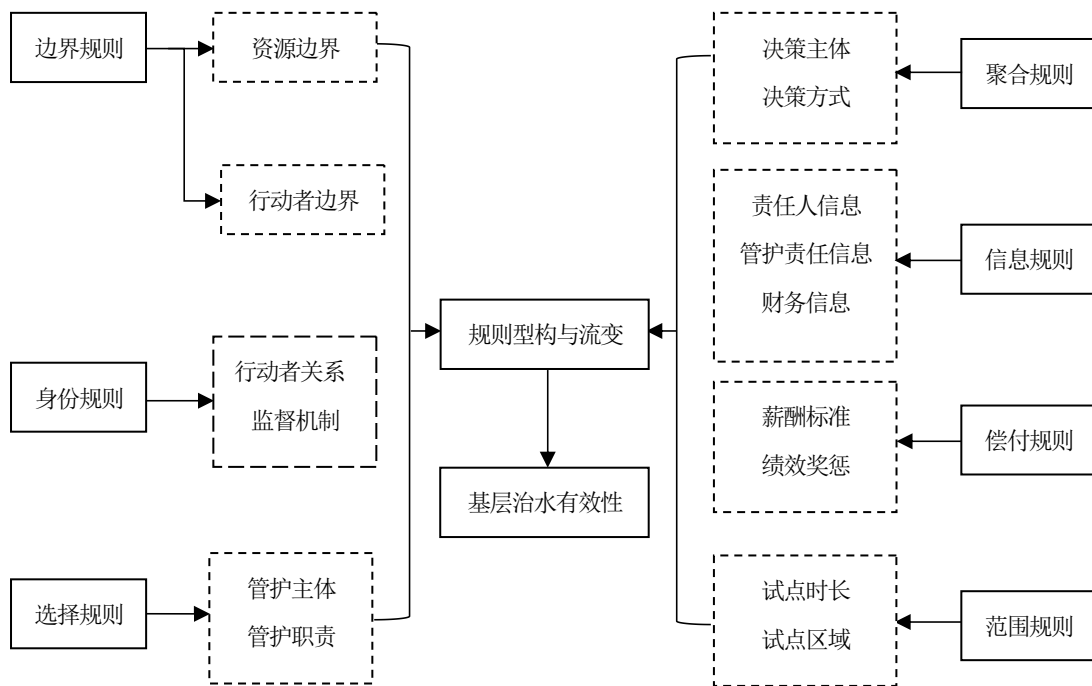 边界规则
资源边界
行动者边界
身份规则
行动者关系
监督机制
选择规则
管护主体
管护职责
规则型构与流变
基层治水有效性
决策主体
决策方式
聚合规则
责任人信息
管护责任信息
财务信息
信息规则
薪酬标准
绩效奖惩
偿付规则
试点时长
试点区域
范围规则